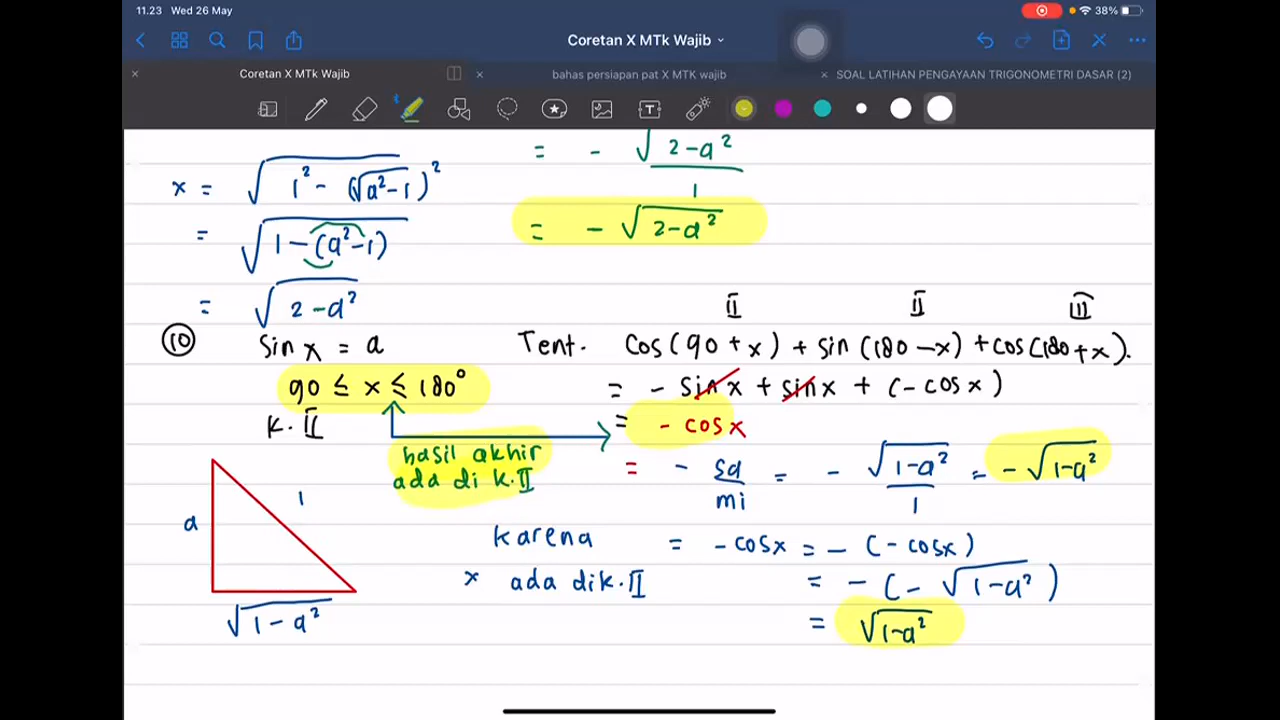 11.23 Wed 26 May
38%
Coretan X MTk Wajib
Coretan X MTk Wajib
bahas persiapan pat X MTK wajib
SOAL LATIHAN PENGAYAAN TRIGONOMETRI DASAR (2)
= - √2-a² / 1
x = √1² - (√a²-1)²
= - √2-a²
= √1-(a²-1)
= √2-a²
II II III
(10) sin x = a Tent. cos(90+x) + sin(180-x) + cos(180+x).
90 ≤ x ≤ 180° = - sin x + sin x + (- cos x)
k. II = - cos x
hasil akhir
ada di k. II
= - sa/mi = - √1-a² / 1 = - √1-a²
a 1
karena = - cos x = - (- cos x)
x ada di k. II = - (- √1-a²)
√1-a² = √1-a²